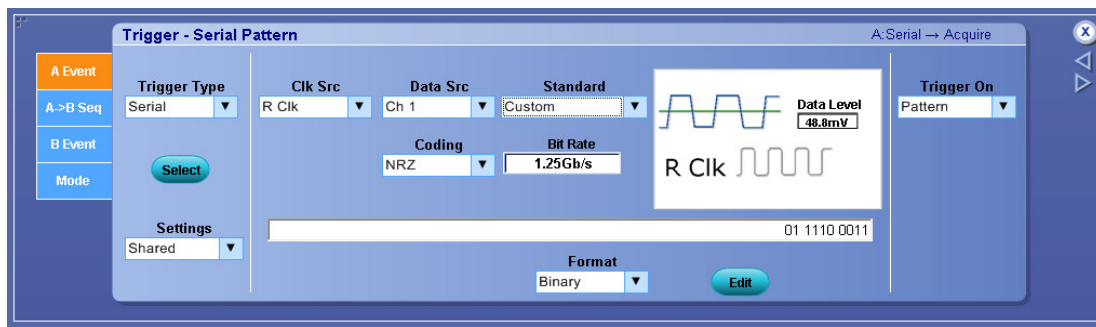 Trigger - Serial Pattern
A:Serial → Acquire
A Event
A->B Seq
B Event
Mode
Trigger Type
Serial
Select
Settings
Shared
Clk Src
R Clk
Data Src
Ch 1
Standard
Custom
Coding
NRZ
Bit Rate
1.25Gb/s
Data Level
48.8mV
R Clk
01 1110 0011
Format
Binary
Edit
Trigger On
Pattern
X